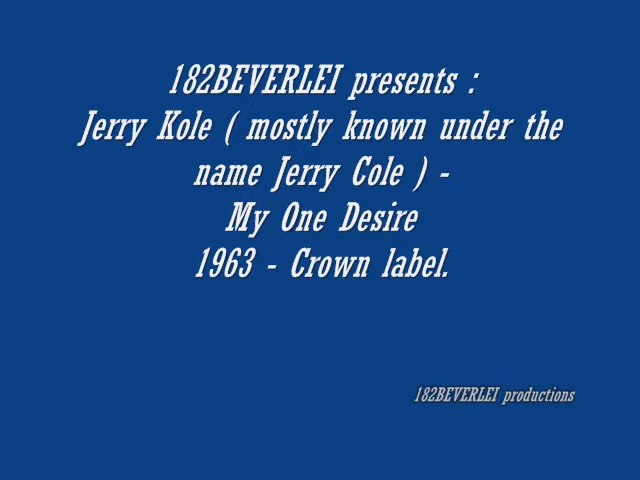 182BEVERLEI presents :
Jerry Kole ( mostly known under the
name Jerry Cole ) -
My One Desire
1963 - Crown label.
182BEVERLEI productions